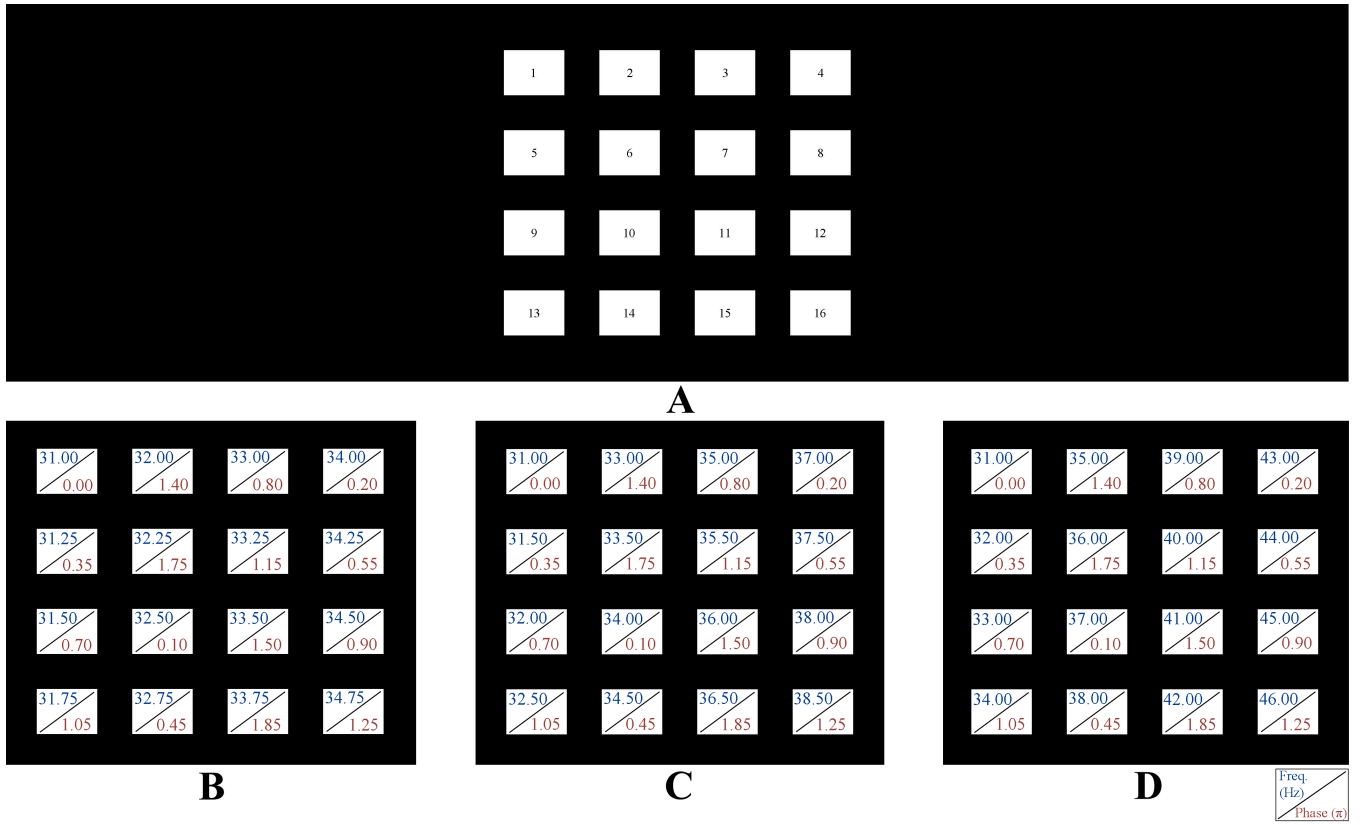 1 2 3 4
5 6 7 8
9 10 11 12
13 14 15 16
A
31.00 32.00 33.00 34.00
0.00 1.40 0.80 0.20
31.25 32.25 33.25 34.25
0.35 1.75 1.15 0.55
31.50 32.50 33.50 34.50
0.70 0.10 1.50 0.90
31.75 32.75 33.75 34.75
1.05 0.45 1.85 1.25
B
31.00 33.00 35.00 37.00
0.00 1.40 0.80 0.20
31.50 33.50 35.50 37.50
0.35 1.75 1.15 0.55
32.00 34.00 36.00 38.00
0.70 0.10 1.50 0.90
32.50 34.50 36.50 38.50
1.05 0.45 1.85 1.25
C
31.00 35.00 39.00 43.00
0.00 1.40 0.80 0.20
32.00 36.00 40.00 44.00
0.35 1.75 1.15 0.55
33.00 37.00 41.00 45.00
0.70 0.10 1.50 0.90
34.00 38.00 42.00 46.00
1.05 0.45 1.85 1.25
D
Freq.
(Hz)
Phase (π)